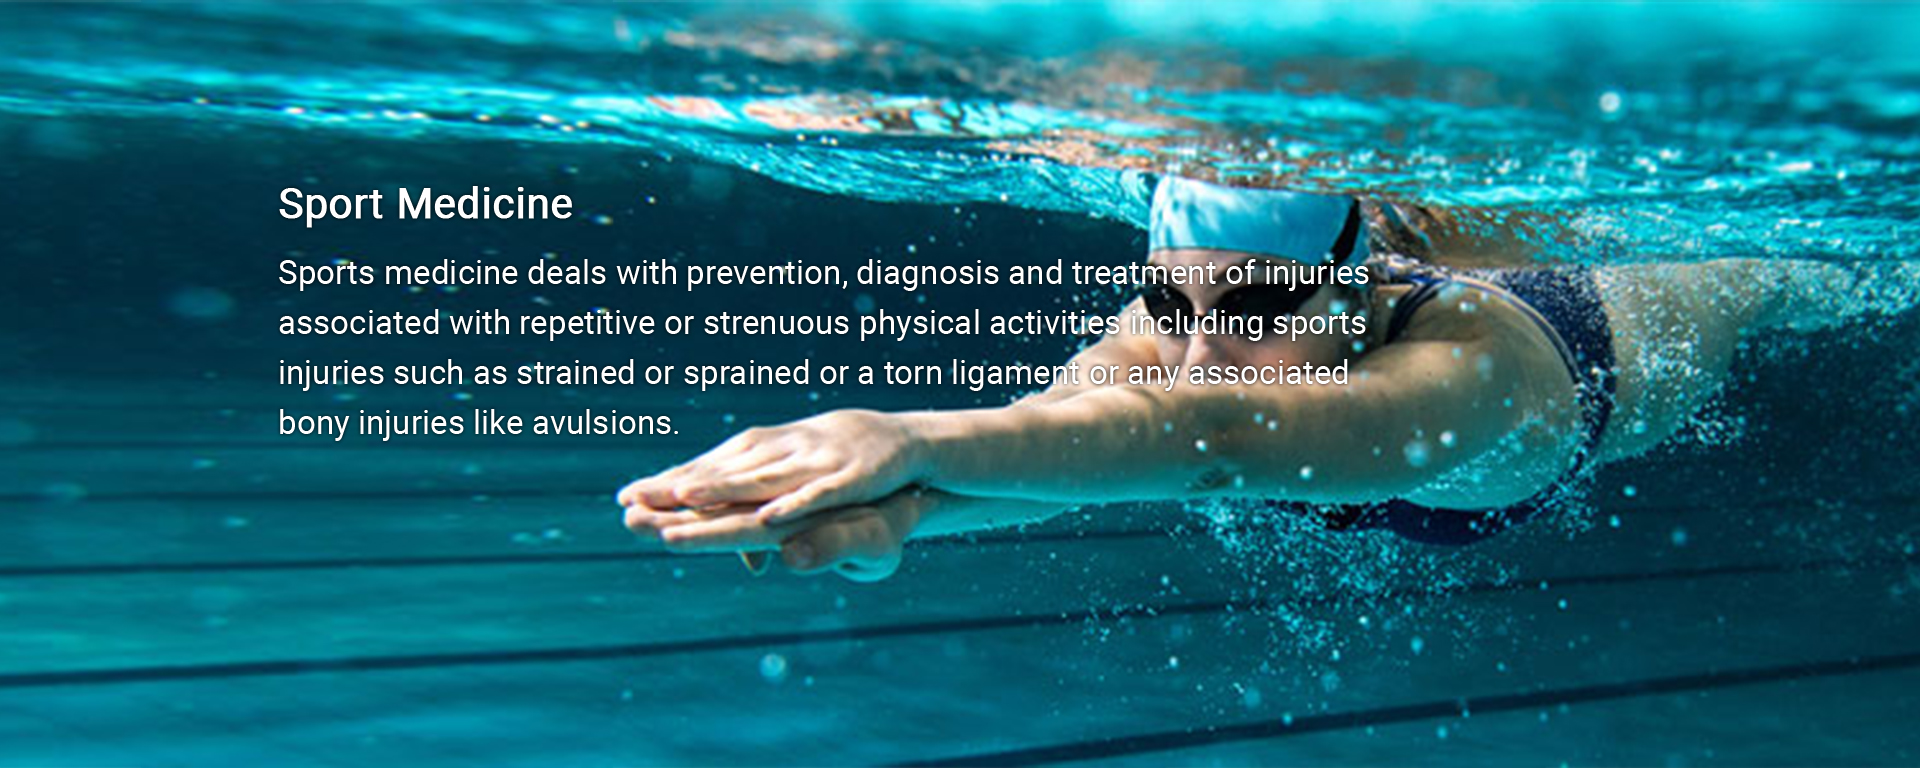 Sport Medicine
Sports medicine deals with prevention, diagnosis and treatment of injuries
associated with repetitive or strenuous physical activities including sports
injuries such as strained or sprained or a torn ligament or any associated
bony injuries like avulsions.